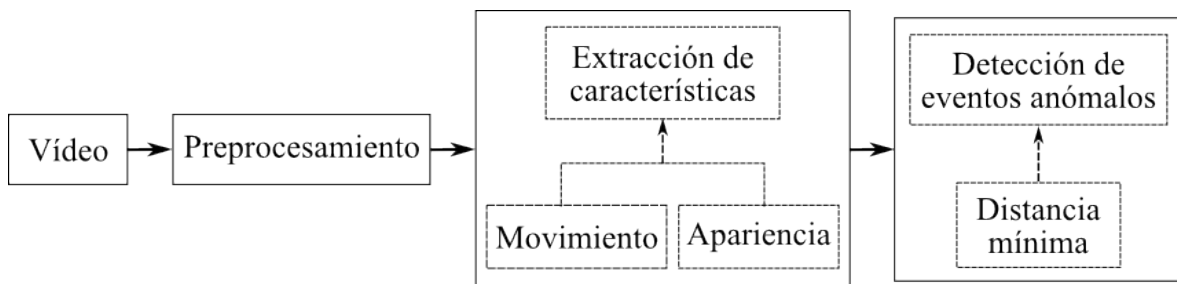 Vídeo
Preprocesamiento
Extracción de
características
Movimiento
Apariencia
Detección de
eventos anómalos
Distancia
mínima